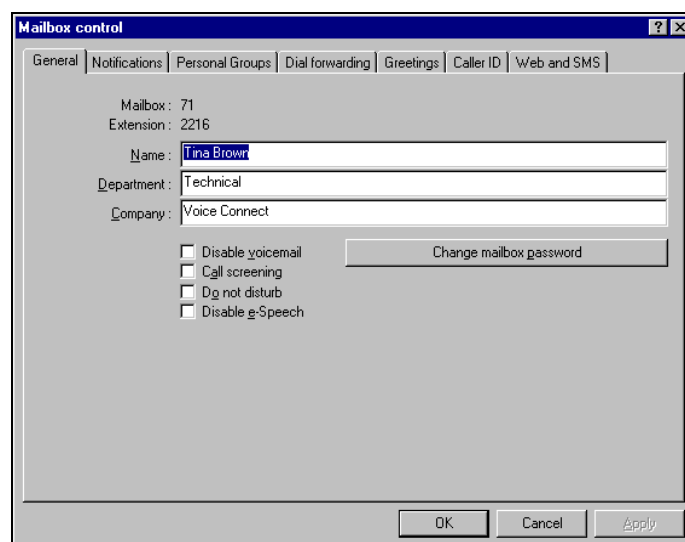 Mailbox control
General Notifications Personal Groups Dial forwarding Greetings Caller ID Web and SMS
Mailbox : 71
Extension : 2216
Name : Tina Brown
Department : Technical
Company : Voice Connect
Disable voicemail Change mailbox password
Call screening
Do not disturb
Disable e-Speech
OK Cancel Apply